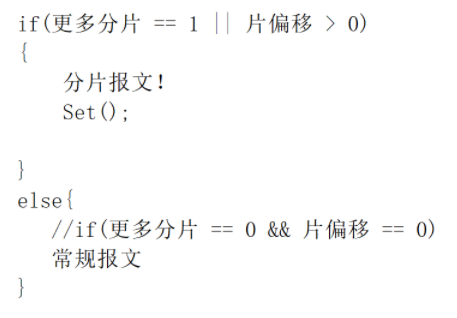 if(更多分片 == 1 || 片偏移 > 0)
{
分片报文!
Set();
}
else{
//if(更多分片 == 0 && 片偏移 == 0)
常规报文
}